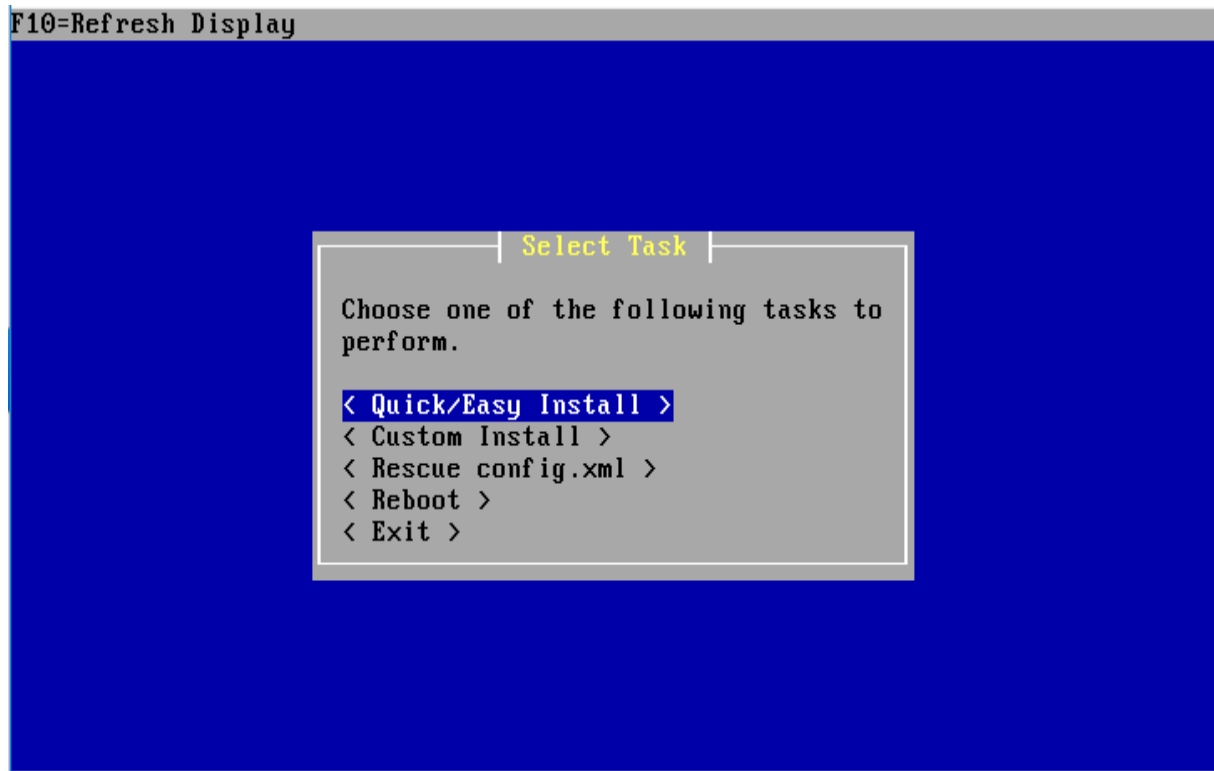 F10=Refresh Display
Select Task
Choose one of the following tasks to
perform.
< Quick/Easy Install >
< Custom Install >
< Rescue config.xml >
< Reboot >
< Exit >